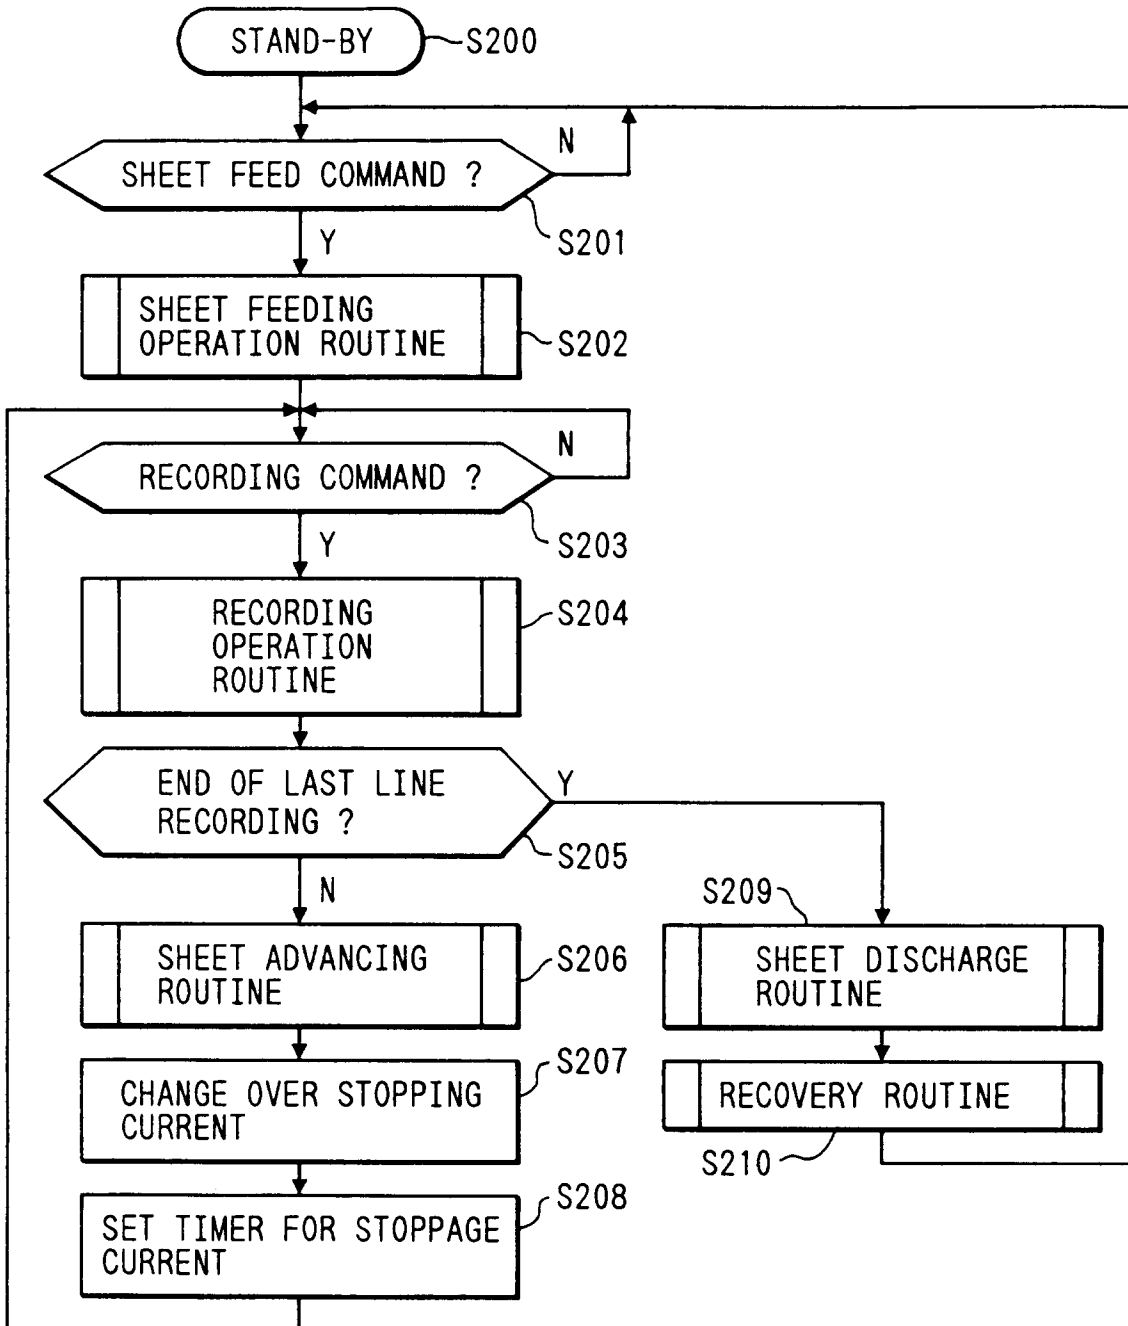 STAND-BY
S200
N
SHEET FEED COMMAND ?
S201
Y
SHEET FEEDING
OPERATION ROUTINE
S202
N
RECORDING COMMAND ?
S203
Y
RECORDING
OPERATION
ROUTINE
S204
END OF LAST LINE
RECORDING ?
Y
S205
N
SHEET ADVANCING
ROUTINE
S206
CHANGE OVER STOPPING
CURRENT
S207
SET TIMER FOR STOPPAGE
CURRENT
S208
S209
SHEET DISCHARGE
ROUTINE
RECOVERY ROUTINE
S210